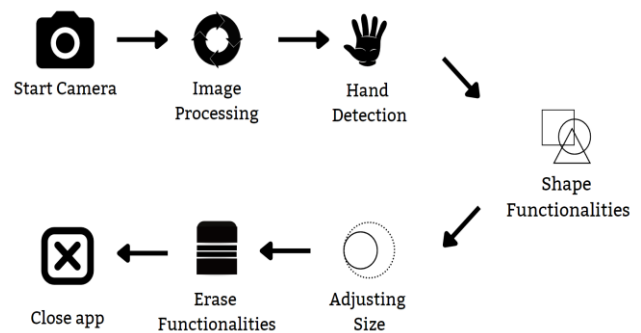 Start Camera
Image
Processing
Hand
Detection
Shape
Functionalities
Adjusting
Size
Erase
Functionalities
Close app